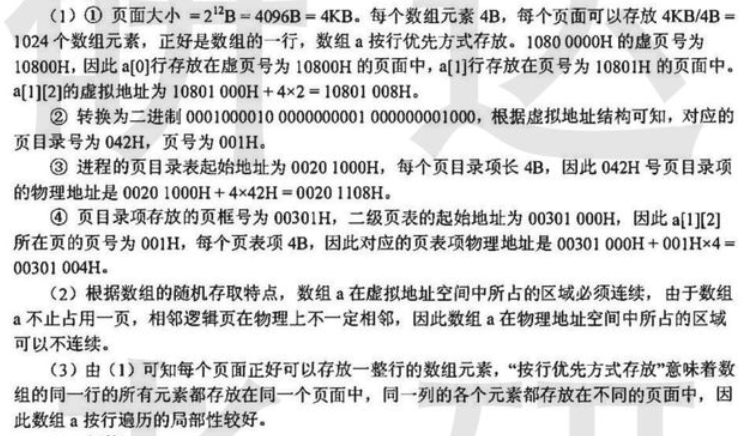 （1）① 页面大小 =2¹²B = 4096B = 4KB。每个数组元素 4B，每个页面可以存放 4KB/4B =
1024 个数组元素，正好是数组的一行，数组 a 按行优先方式存放。1080 0000H 的虚页号为
10800H，因此 a[0]行存放在虚页号为 10800H 的页面中，a[1]行存放在页号为 10801H 的页面中。
a[1][2]的虚拟地址为 10801 000H + 4×2 = 10801 008H。
② 转换为二进制 0001000010 0000000001 000000001000，根据虚拟地址结构可知，对应的
页目录号为 042H，页号为 001H。
③ 进程的页目录表起始地址为 0020 1000H，每个页目录项长 4B，因此 042H 号页目录项
的物理地址是 0020 1000H + 4×42H = 0020 1108H。
④ 页目录项存放的页框号为 00301H，二级页表的起始地址为 00301 000H，因此 a[1][2]
所在页的页号为 001H，每个页表项 4B，因此对应的页表项物理地址是 00301 000H + 001H×4 =
00301 004H。
（2）根据数组的随机存取特点，数组 a 在虚拟地址空间中所占的区域必须连续，由于数组
a 不止占用一页，相邻逻辑页在物理上不一定相邻，因此数组 a 在物理地址空间中所占的区域
可以不连续。
（3）由（1）可知每个页面正好可以存放一整行的数组元素，“按行优先方式存放”意味着数
组的同一行的所有元素都存放在同一个页面中，同一列的各个元素都存放在不同的页面中，因
此数组 a 按行遍历的局部性较好。